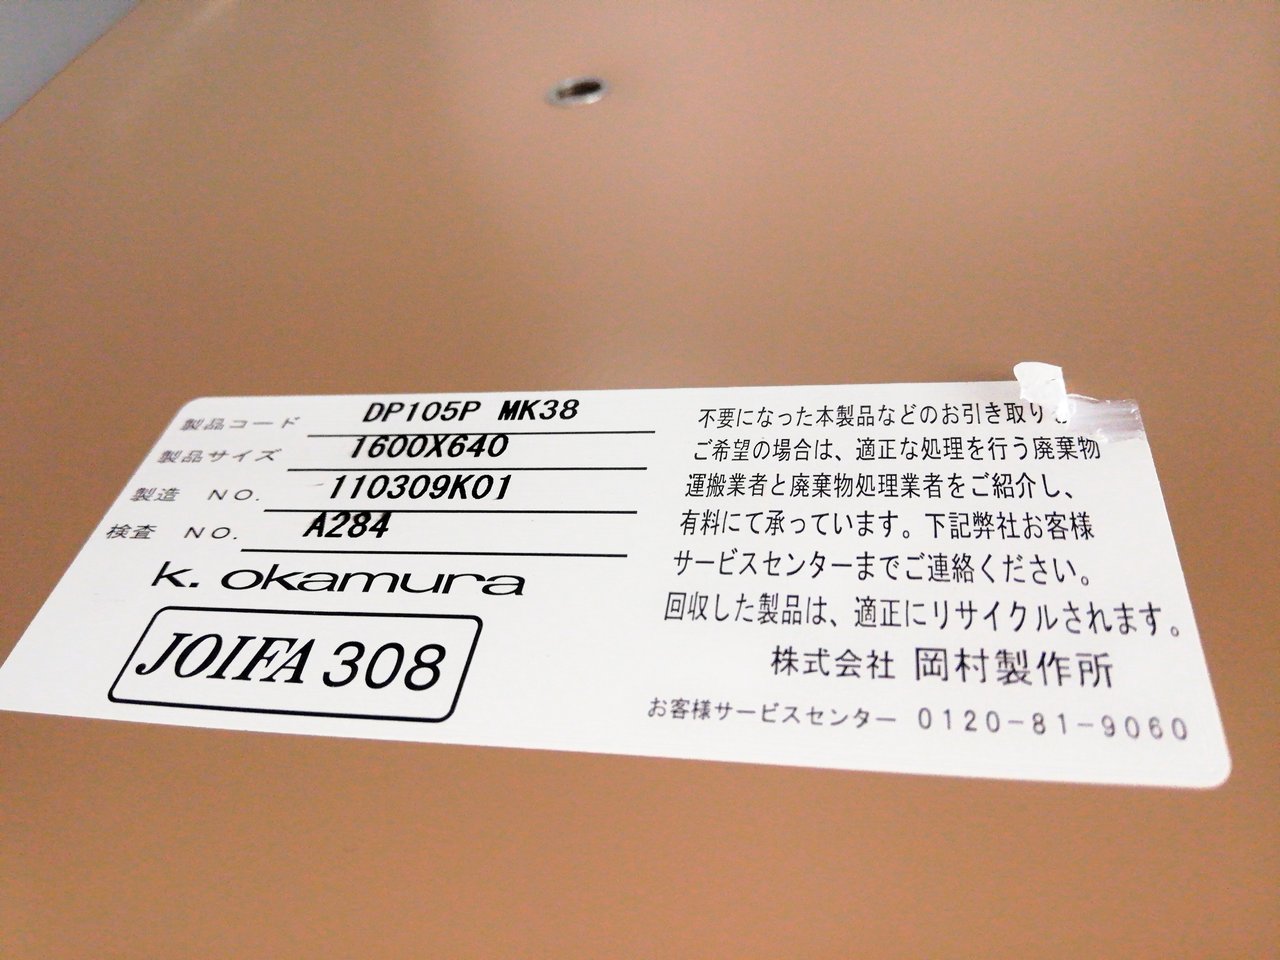 製品コード DP105P MK38
製品サイズ 1600X640
製造 NO. 110309K01
検査 NO. A284
k. okamura
JOIFA 308
不要になった本製品などのお引き取り
ご希望の場合は、適正な処理を行う廃棄物
運搬業者と廃棄物処理業者をご紹介し、
有料にて承っています。下記弊社お客様
サービスセンターまでご連絡ください。
回収した製品は、適正にリサイクルされます。
株式会社 岡村製作所
お客様サービスセンター 0120-81-9060